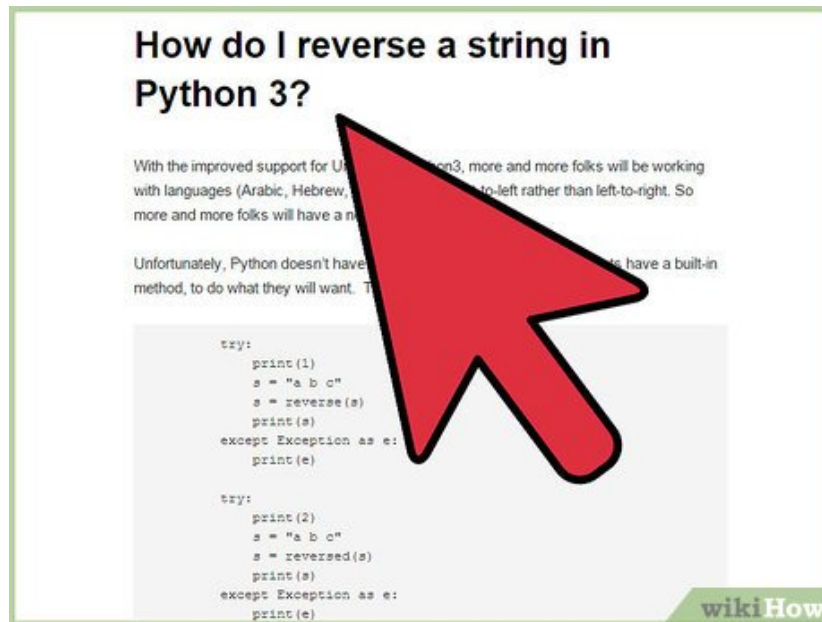 How do I reverse a string in
Python 3?
With the improved support for more and more folks will be working
with languages (Arabic, Hebrew, rather than left-to-right. So
more and more folks will have a
Unfortunately, Python doesn't have have a built-in
method, to do what they will want.
try:
print(1)
s = "a b c"
s = reverse(s)
print(s)
except Exception as e:
print(e)
try:
print(2)
s = "a b c"
s = reversed(s)
print(s)
except Exception as e:
print(e)
wikiHow